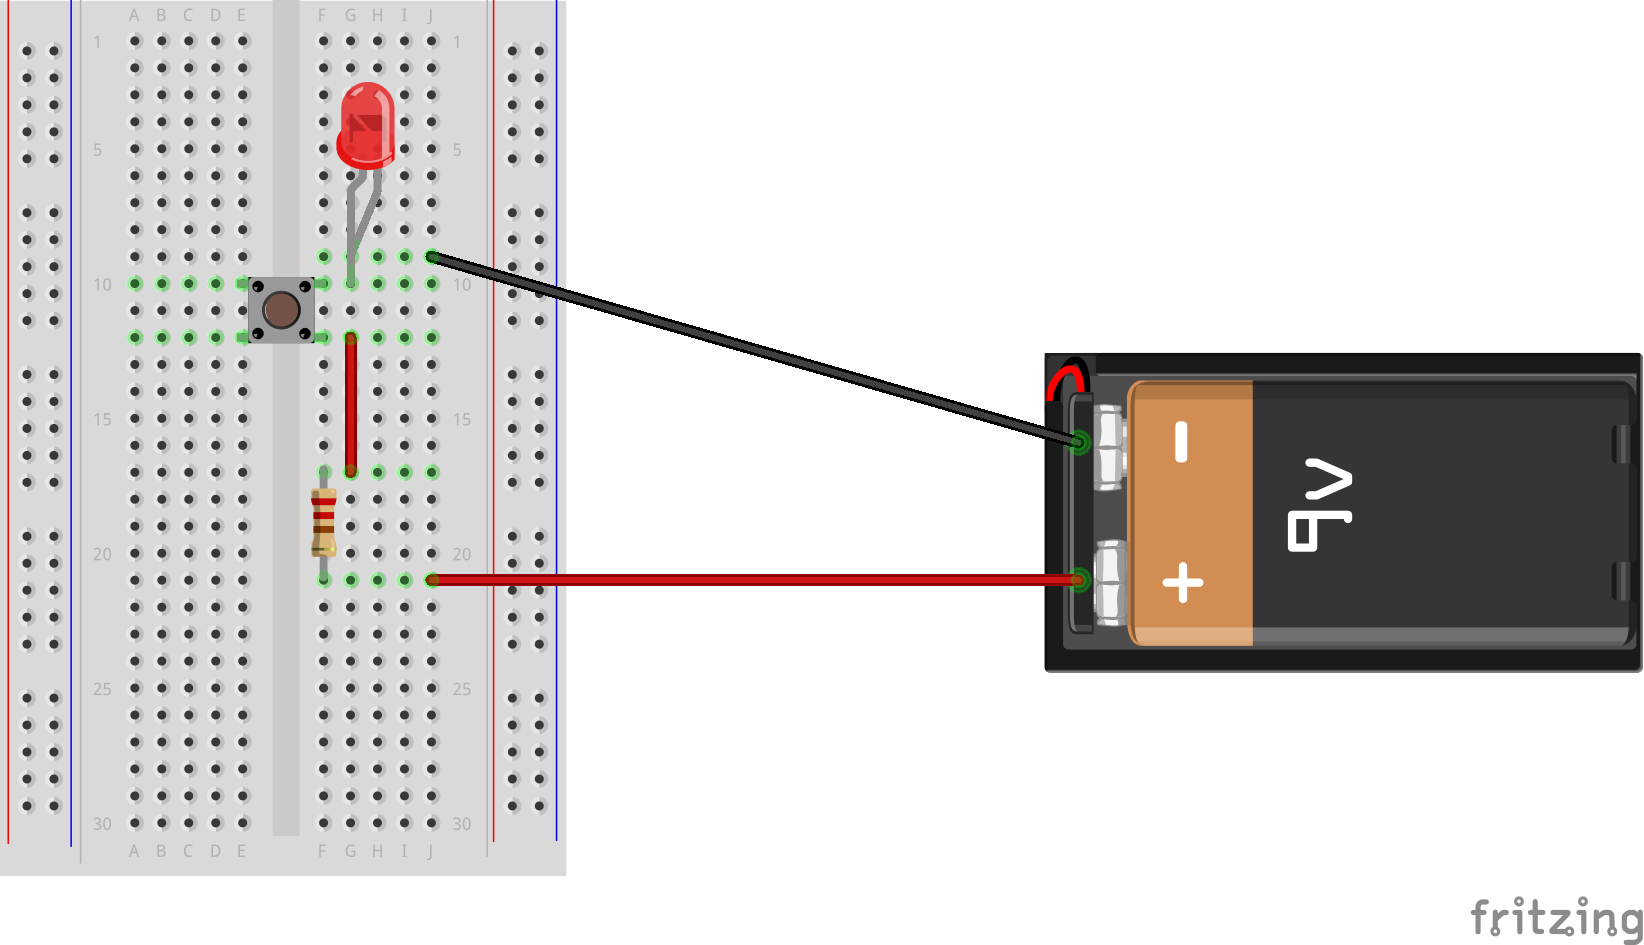 A B C D E F G H I J
1 1
5 5
10 10
15 15
20 20
25 25
30 30
A B C D E F G H I J
−
+
9V
fritzing